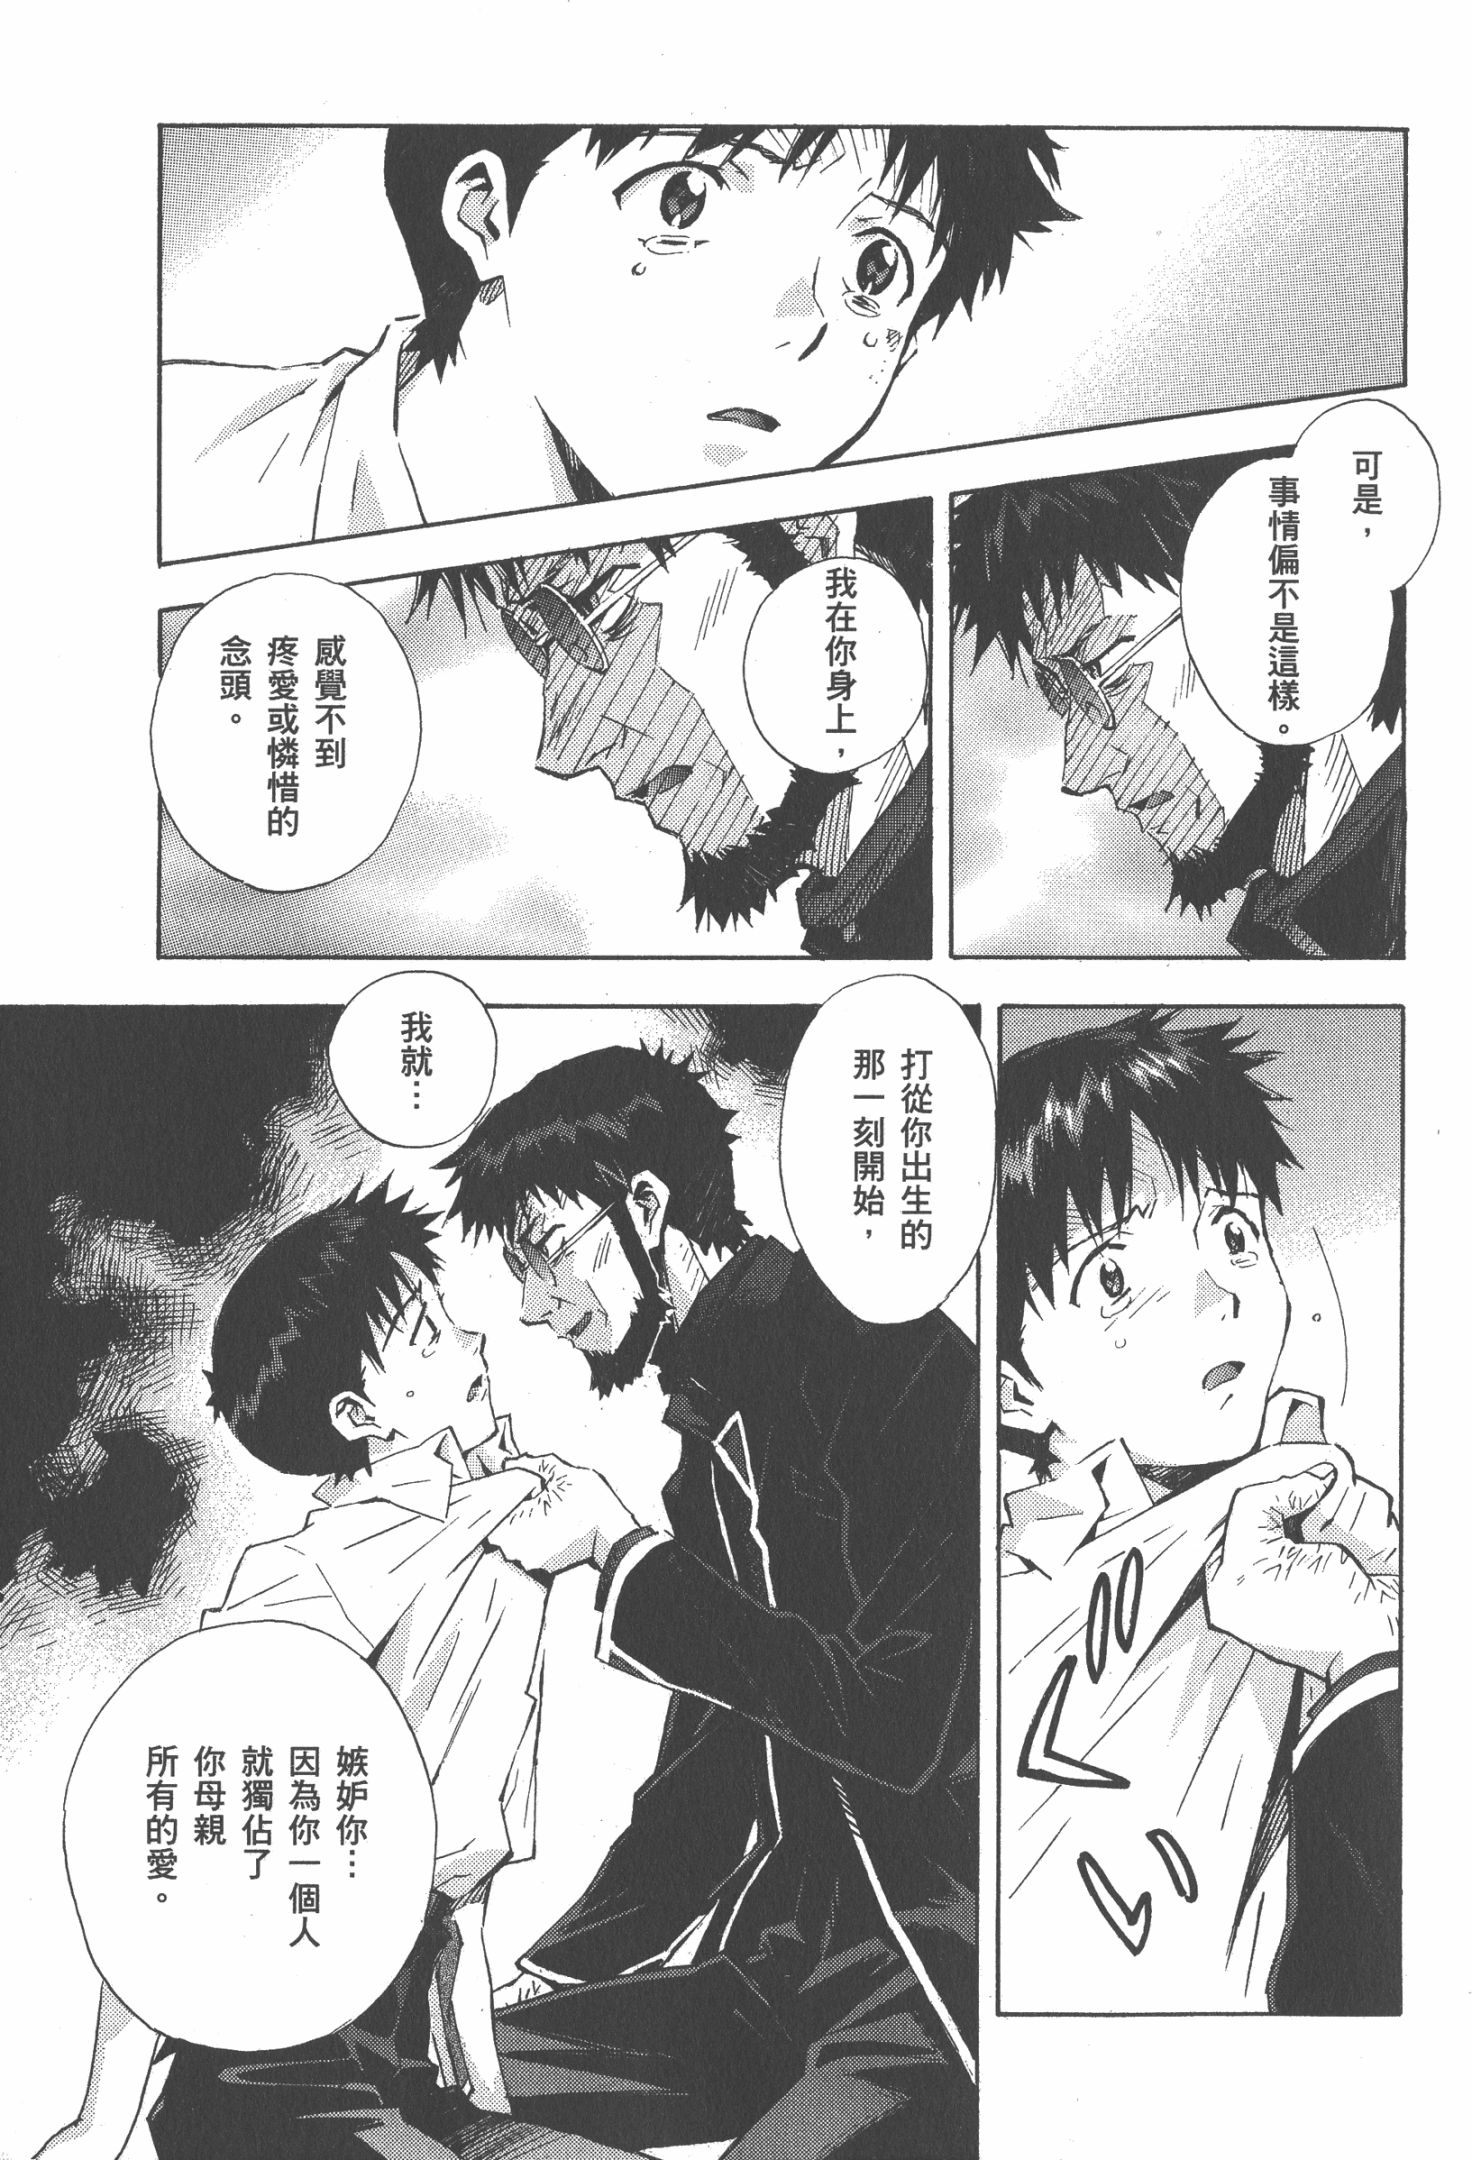 可是，
事情偏不是這樣。
我在你身上，
感覺不到
疼愛或憐惜的
念頭。
ぐいっ
打從你出生的
那一刻開始，
我就…
嫉妒你…
因為你一個人
就獨佔了
你母親
所有的愛。